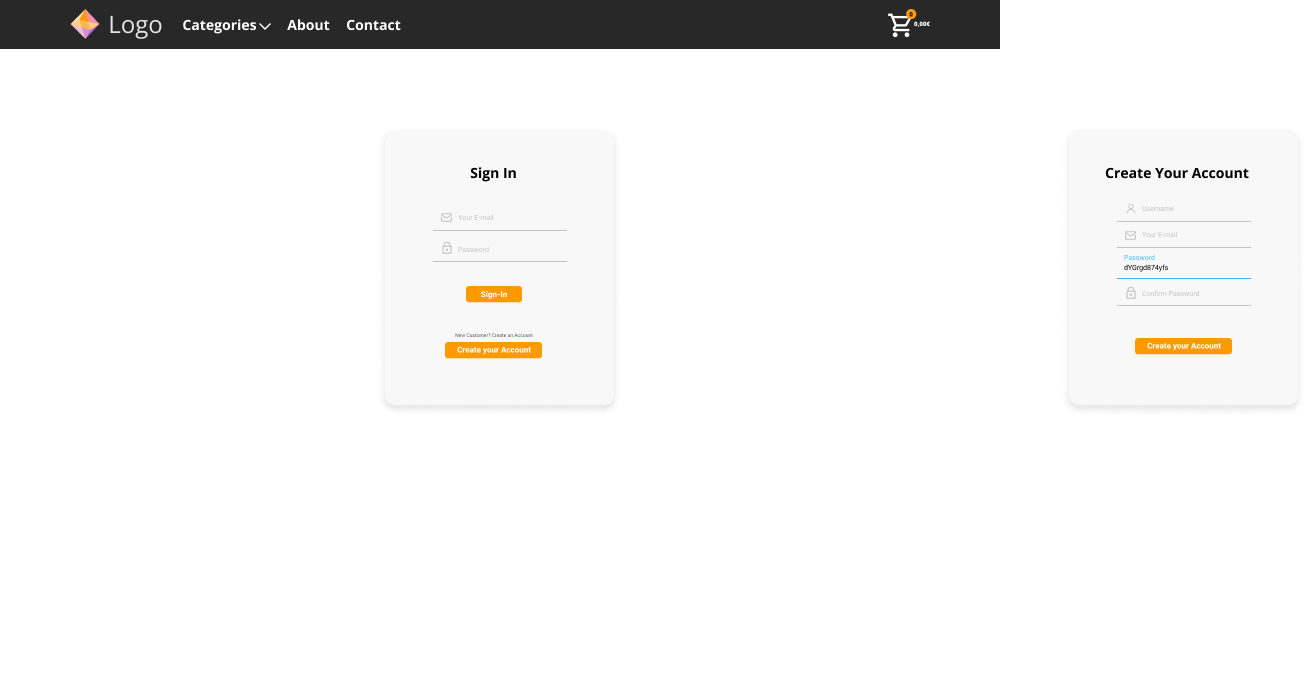 Logo
Categories
About
Contact
0,00€
Sign In
Your E-mail
Password
Sign-In
New Customer? Create an Account
Create your Account
Create Your Account
Username
Your E-mail
Password
dYGrgd874yfs
Confirm Password
Create your Account